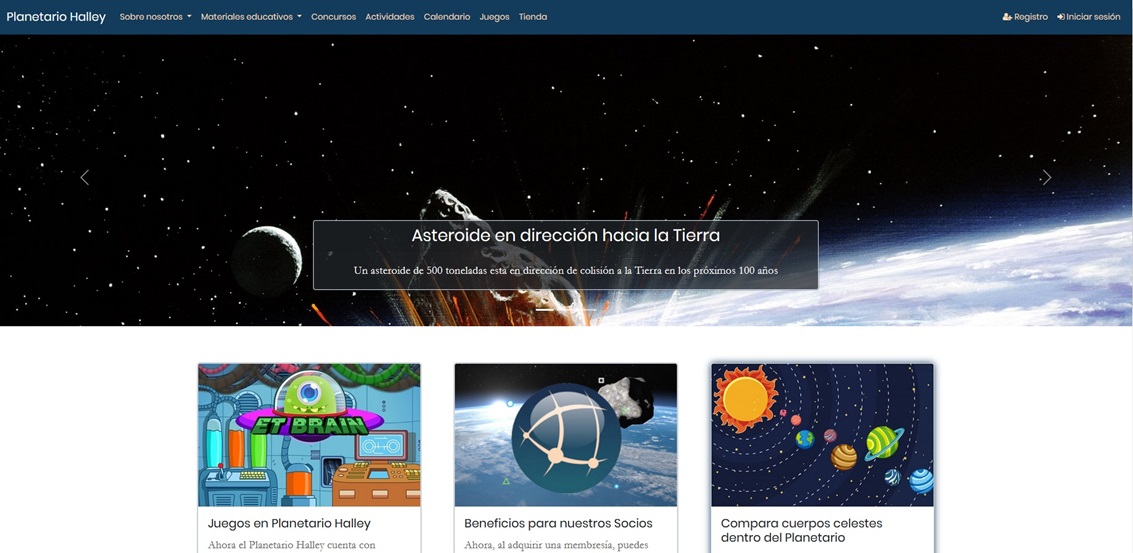 Planetario Halley Sobre nosotros Materiales educativos Concursos Actividades Calendario Juegos Tienda Registro Iniciar sesión
Asteroide en dirección hacia la Tierra
Un asteroide de 500 toneladas está en dirección de colisión a la Tierra en los próximos 100 años
ET BRAIN
Juegos en Planetario Halley
Ahora el Planetario Halley cuenta con
Beneficios para nuestros Socios
Ahora, al adquirir una membresía, puedes
Compara cuerpos celestes
dentro del Planetario